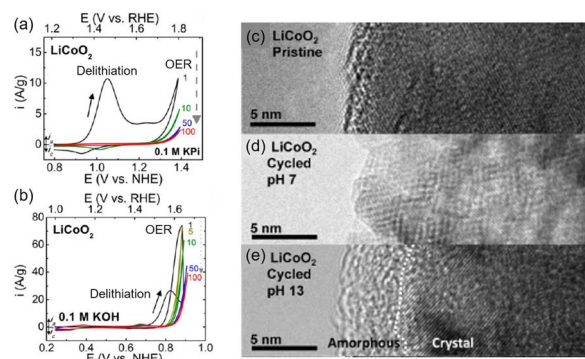 (a)
E (V vs. RHE)
1.2 1.4 1.6 1.8
LiCoO2
OER
Delithiation
1
10
50
100
i (A/g)
15
10
5
0
0.1 M KPi
0.8 1.0 1.2 1.4
E (V vs. NHE)
(b)
E (V vs. RHE)
1.0 1.2 1.4 1.6
LiCoO2
OER
1
5
10
50
100
Delithiation
i (A/g)
80
60
40
20
0
0.1 M KOH
0.2 0.4 0.6 0.8 1.0
E (V vs. NHE)
(c) LiCoO2
Pristine
5 nm
(d) LiCoO2
Cycled
pH 7
5 nm
(e) LiCoO2
Cycled
pH 13
5 nm
Amorphous Crystal